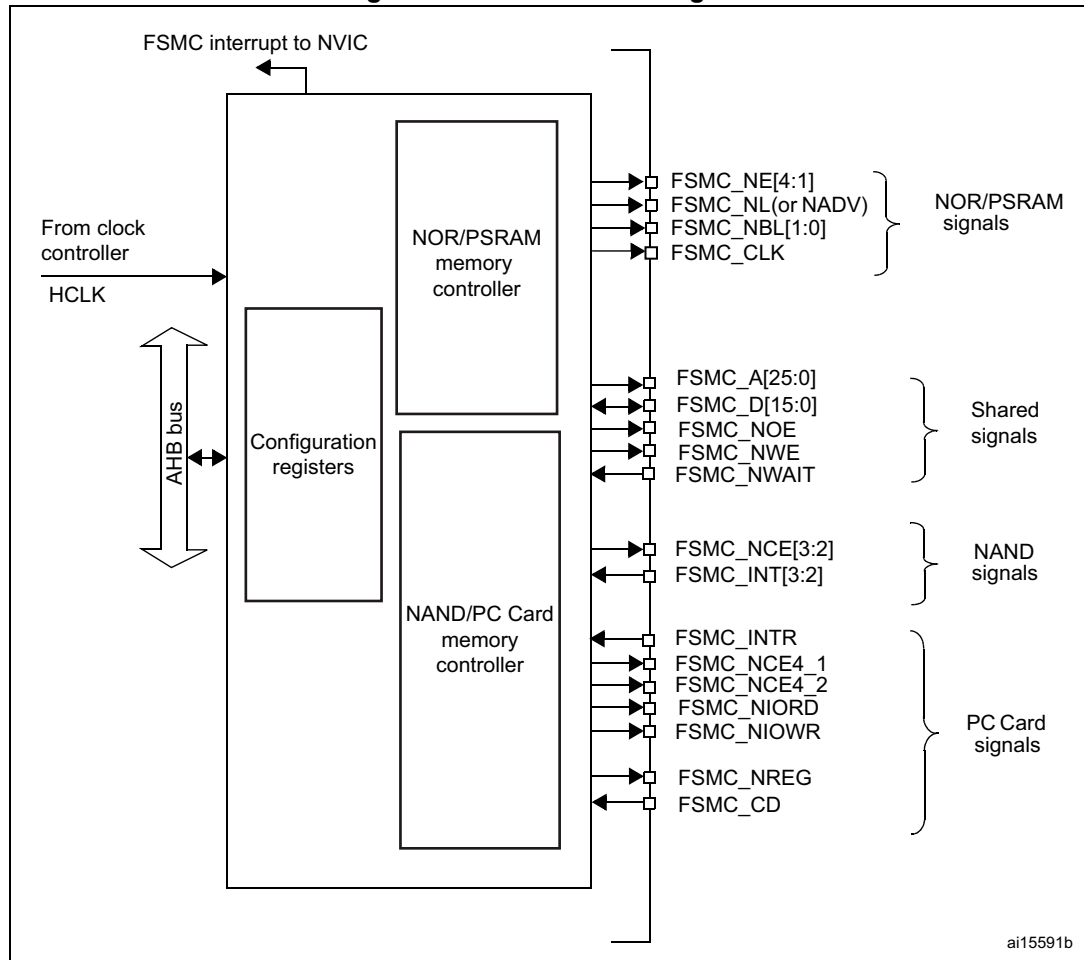 FSMC interrupt to NVIC
From clock
controller
HCLK
AHB bus
Configuration
registers
NOR/PSRAM
memory
controller
NAND/PC Card
memory
controller
FSMC_NE[4:1]
FSMC_NL(or NADV)
FSMC_NBL[1:0]
FSMC_CLK
NOR/PSRAM
signals
FSMC_A[25:0]
FSMC_D[15:0]
FSMC_NOE
FSMC_NWE
FSMC_NWAIT
Shared
signals
FSMC_NCE[3:2]
FSMC_INT[3:2]
NAND
signals
FSMC_INTR
FSMC_NCE4_1
FSMC_NCE4_2
FSMC_NIORD
FSMC_NIOWR
FSMC_NREG
FSMC_CD
PC Card
signals
ai15591b